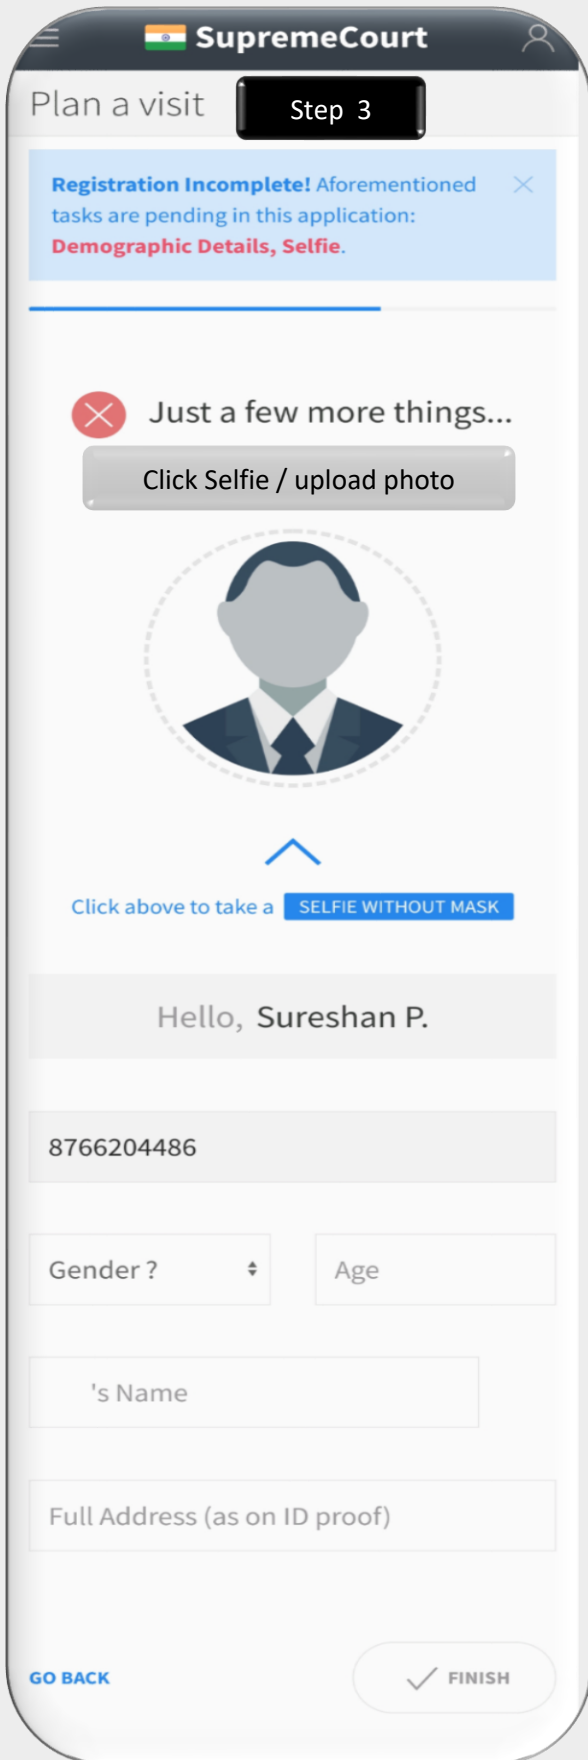 SupremeCourt
Plan a visit
Step 3
Registration Incomplete! Aforementioned
tasks are pending in this application:
Demographic Details, Selfie.
Just a few more things...
Click Selfie / upload photo
Click above to take a SELFIE WITHOUT MASK
Hello, Sureshan P.
8766204486
Gender ? Age
's Name
Full Address (as on ID proof)
GO BACK FINISH